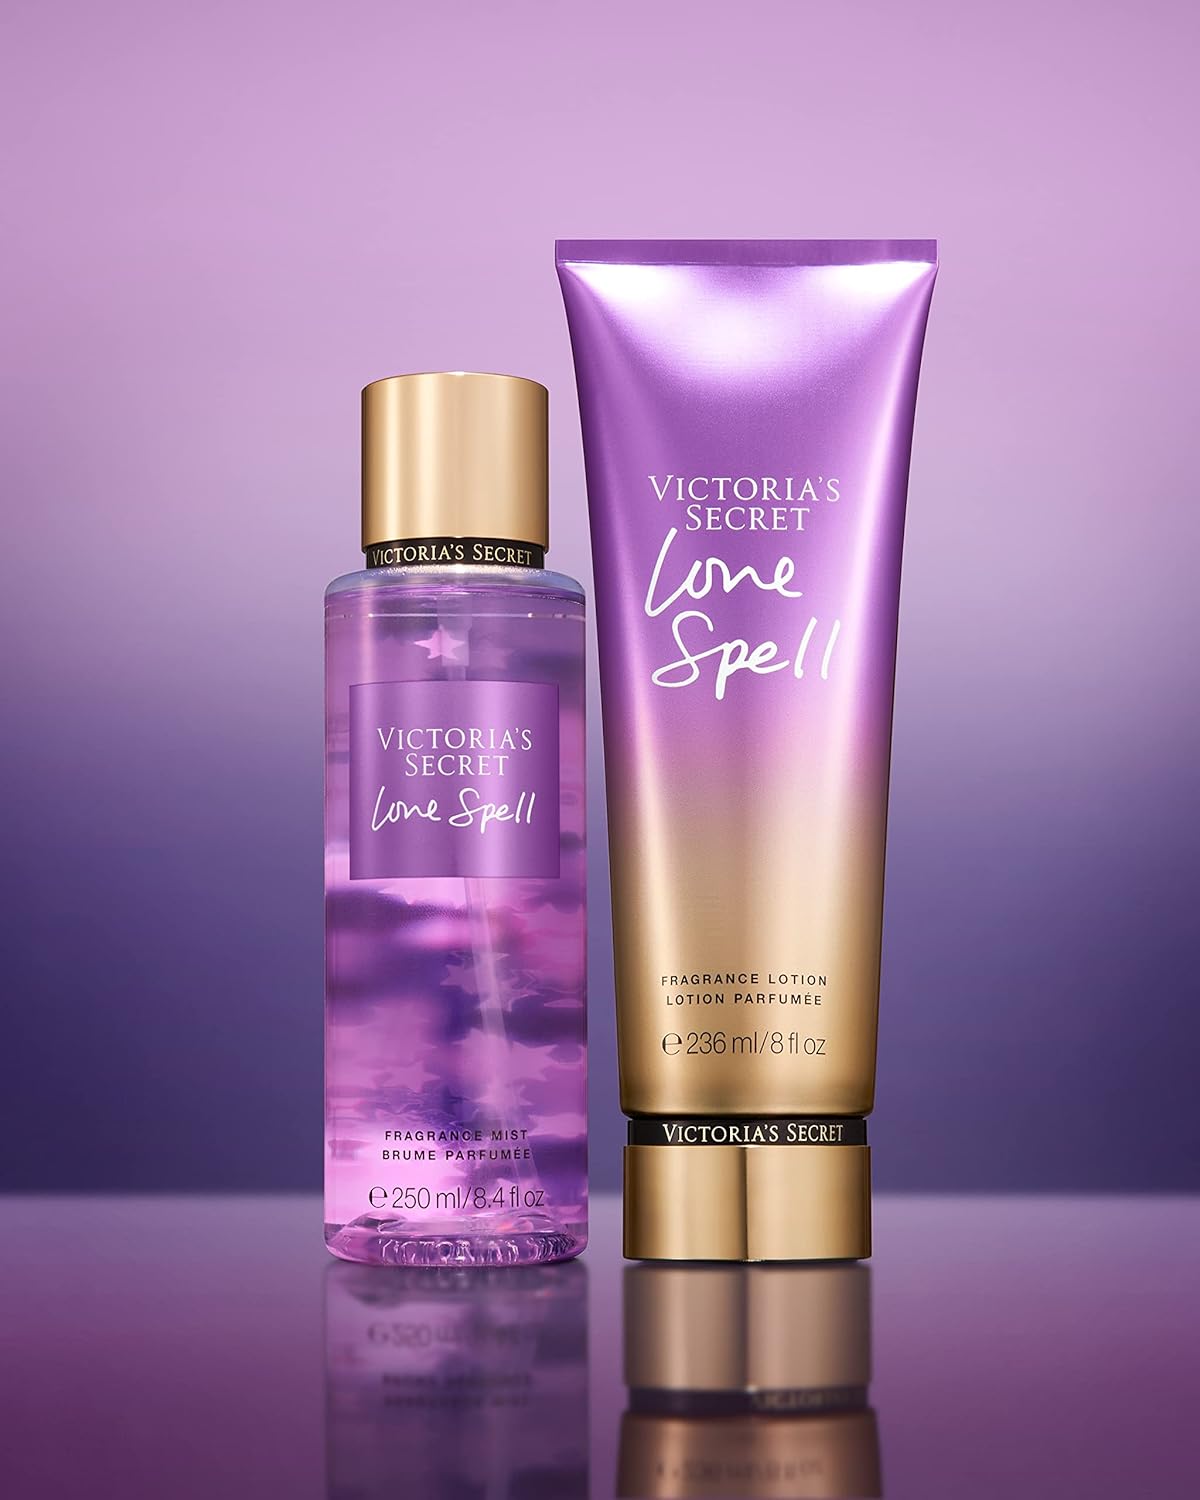 VICTORIA'S SECRET
VICTORIA'S
SECRET
Love Spell
FRAGRANCE MIST
BRUME PARFUMÉE
℮ 250 ml/8.4 fl oz
VICTORIA'S
SECRET
Love
Spell
FRAGRANCE LOTION
LOTION PARFUMÉE
℮ 236 ml/8 fl oz
VICTORIA'S SECRET